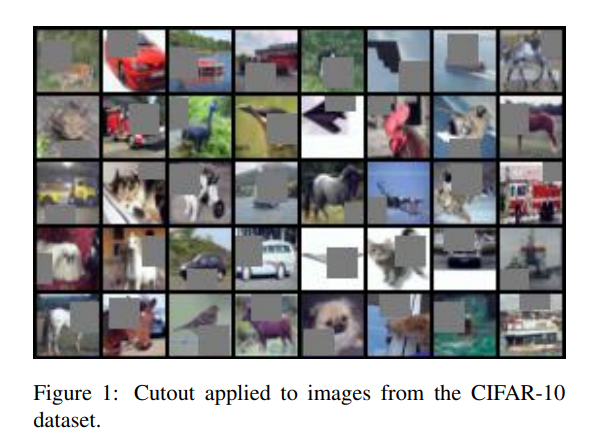 Figure 1: Cutout applied to images from the CIFAR-10
dataset.